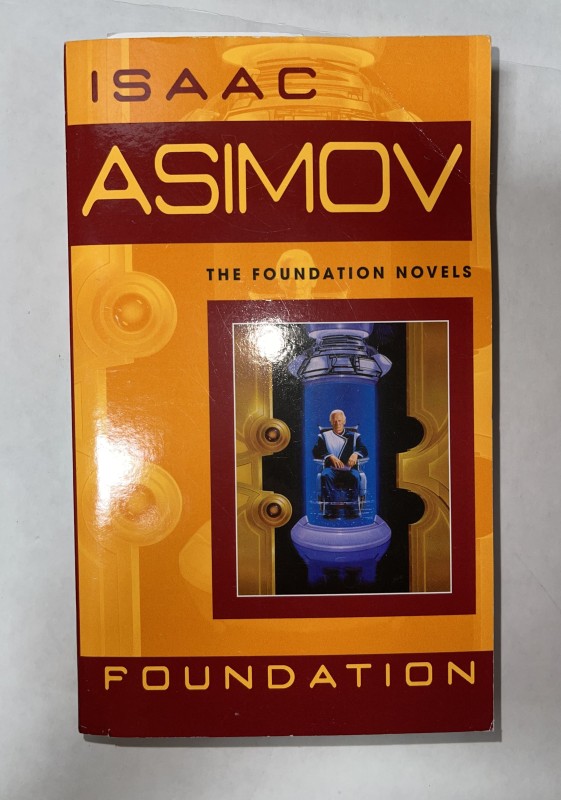 ISAAC
ASIMOV
THE FOUNDATION NOVELS
FOUNDATION